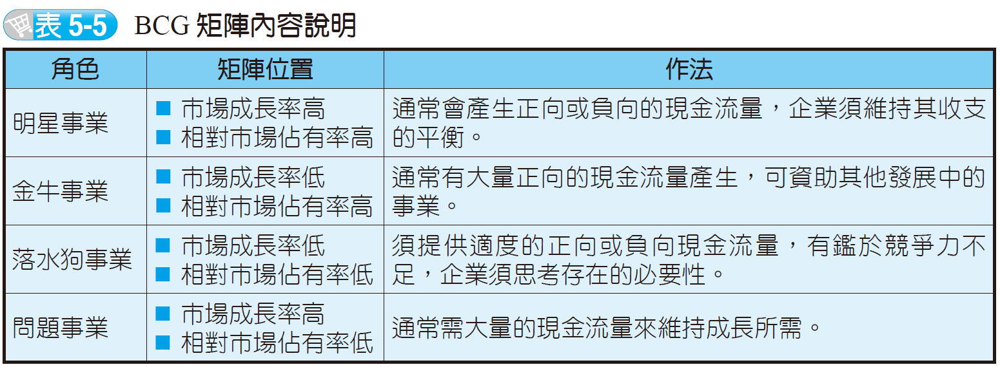 表 5-5 BCG 矩陣內容說明
角色 矩陣位置 作法
明星事業
■ 市場成長率高
■ 相對市場佔有率高
通常會產生正向或負向的現金流量，企業須維持其收支
的平衡。
金牛事業
■ 市場成長率低
■ 相對市場佔有率高
通常有大量正向的現金流量產生，可資助其他發展中的
事業。
落水狗事業
■ 市場成長率低
■ 相對市場佔有率低
須提供適度的正向或負向現金流量，有鑑於競爭力不
足，企業須思考存在的必要性。
問題事業
■ 市場成長率高
■ 相對市場佔有率低
通常需大量的現金流量來維持成長所需。